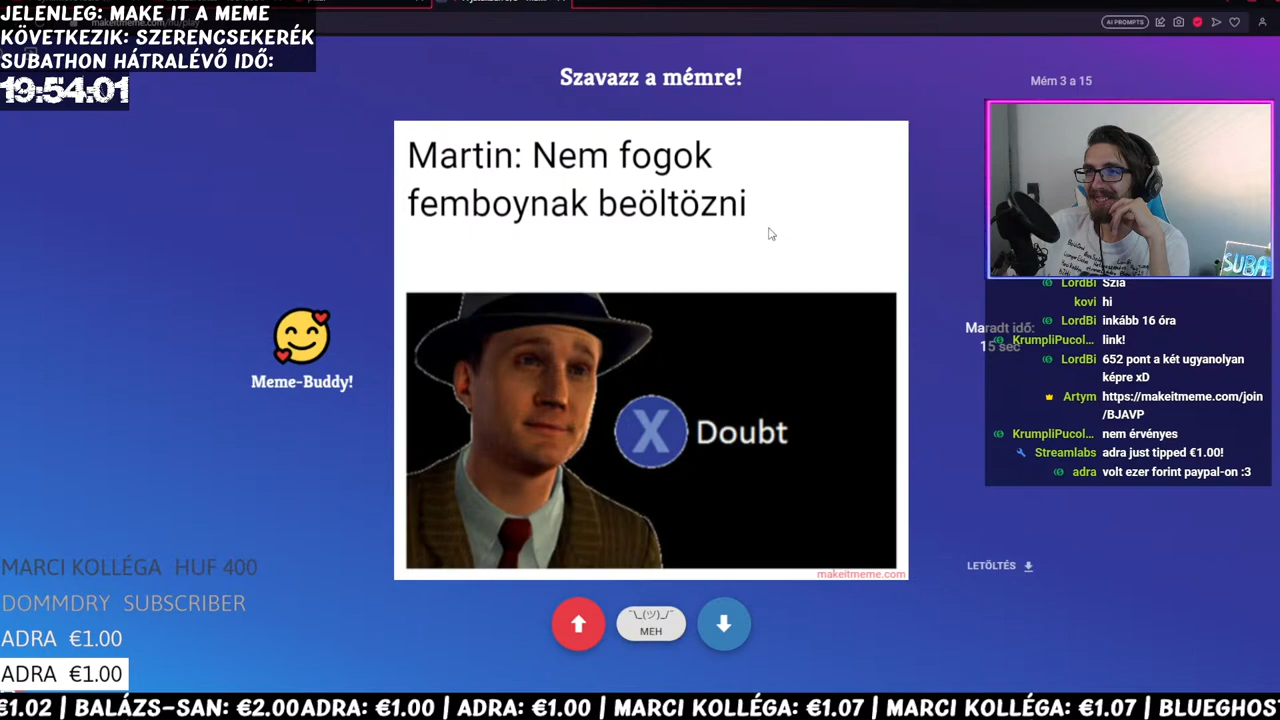 JELENLEG: MAKE IT A MEME
KÖVETKEZIK: SZERENCSEKERÉK
SUBATHON HÁTRALÉVŐ IDŐ:
19:54:01
AI PROMPTS
Szavazz a mémre!
Mém 3 a 15
Martin: Nem fogok
femboynak beöltözni
X Doubt
makeitmeme.com
Meme-Buddy!
SUBA
Maradt idő:
15 sec
LordBi Szia
kovi hi
LordBi inkább 16 óra
KrumpliPucol... link!
LordBi 652 pont a két ugyanolyan
képre xD
Artym https://makeitmeme.com/join
/BJAVP
KrumpliPucol... nem érvényes
Streamlabs adra just tipped €1.00!
adra volt ezer forint paypal-on :3
LETÖLTÉS
¯\_(ツ)_/¯
MEH
MARCI KOLLÉGA HUF 400
DOMMDRY SUBSCRIBER
ADRA €1.00
ADRA €1.00
€1.02 | BALÁZS-SAN: €2.00ADRA: €1.00 | ADRA: €1.00 | MARCI KOLLÉGA: €1.07 | MARCI KOLLÉGA: €1.07 | BLUEGHOS